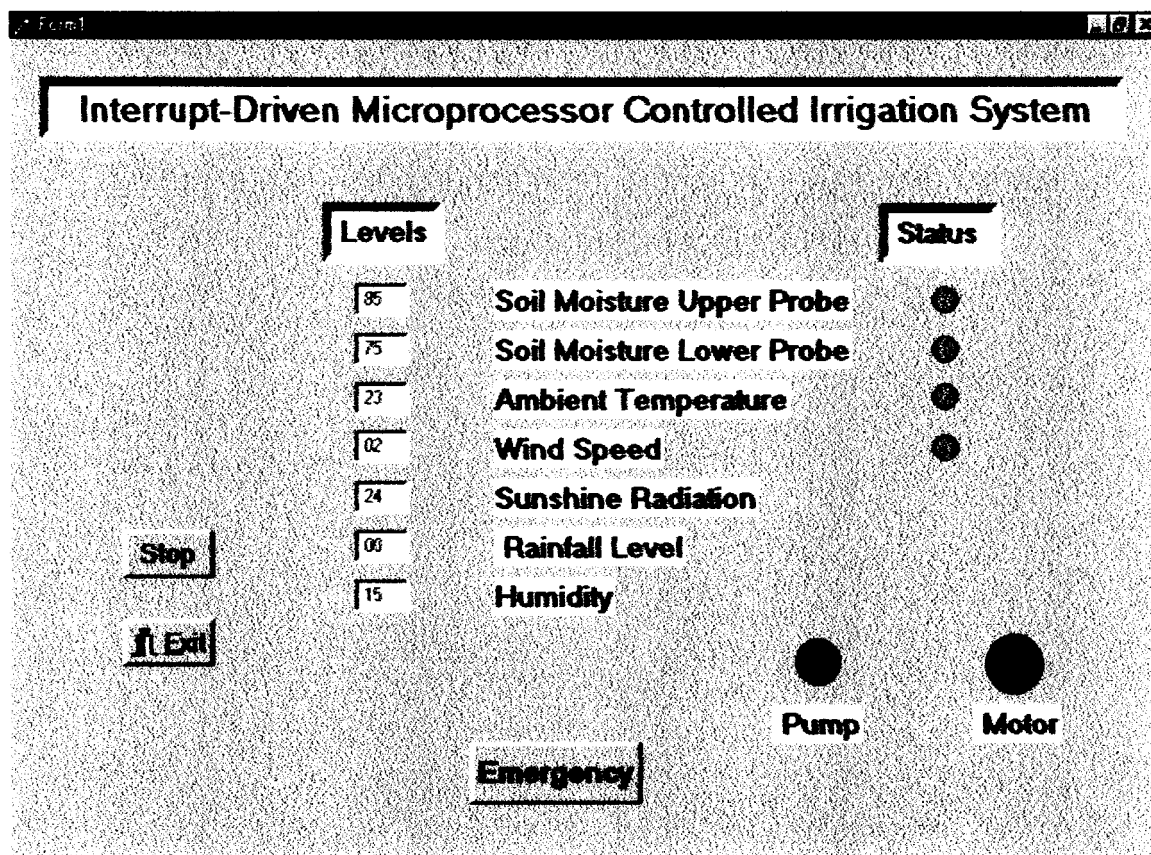 Form1
Interrupt-Driven Microprocessor Controlled Irrigation System
Levels Status
85 Soil Moisture Upper Probe
75 Soil Moisture Lower Probe
23 Ambient Temperature
02 Wind Speed
24 Sunshine Radiation
00 Rainfall Level
Stop
15 Humidity
Exit
Pump Motor
Emergency